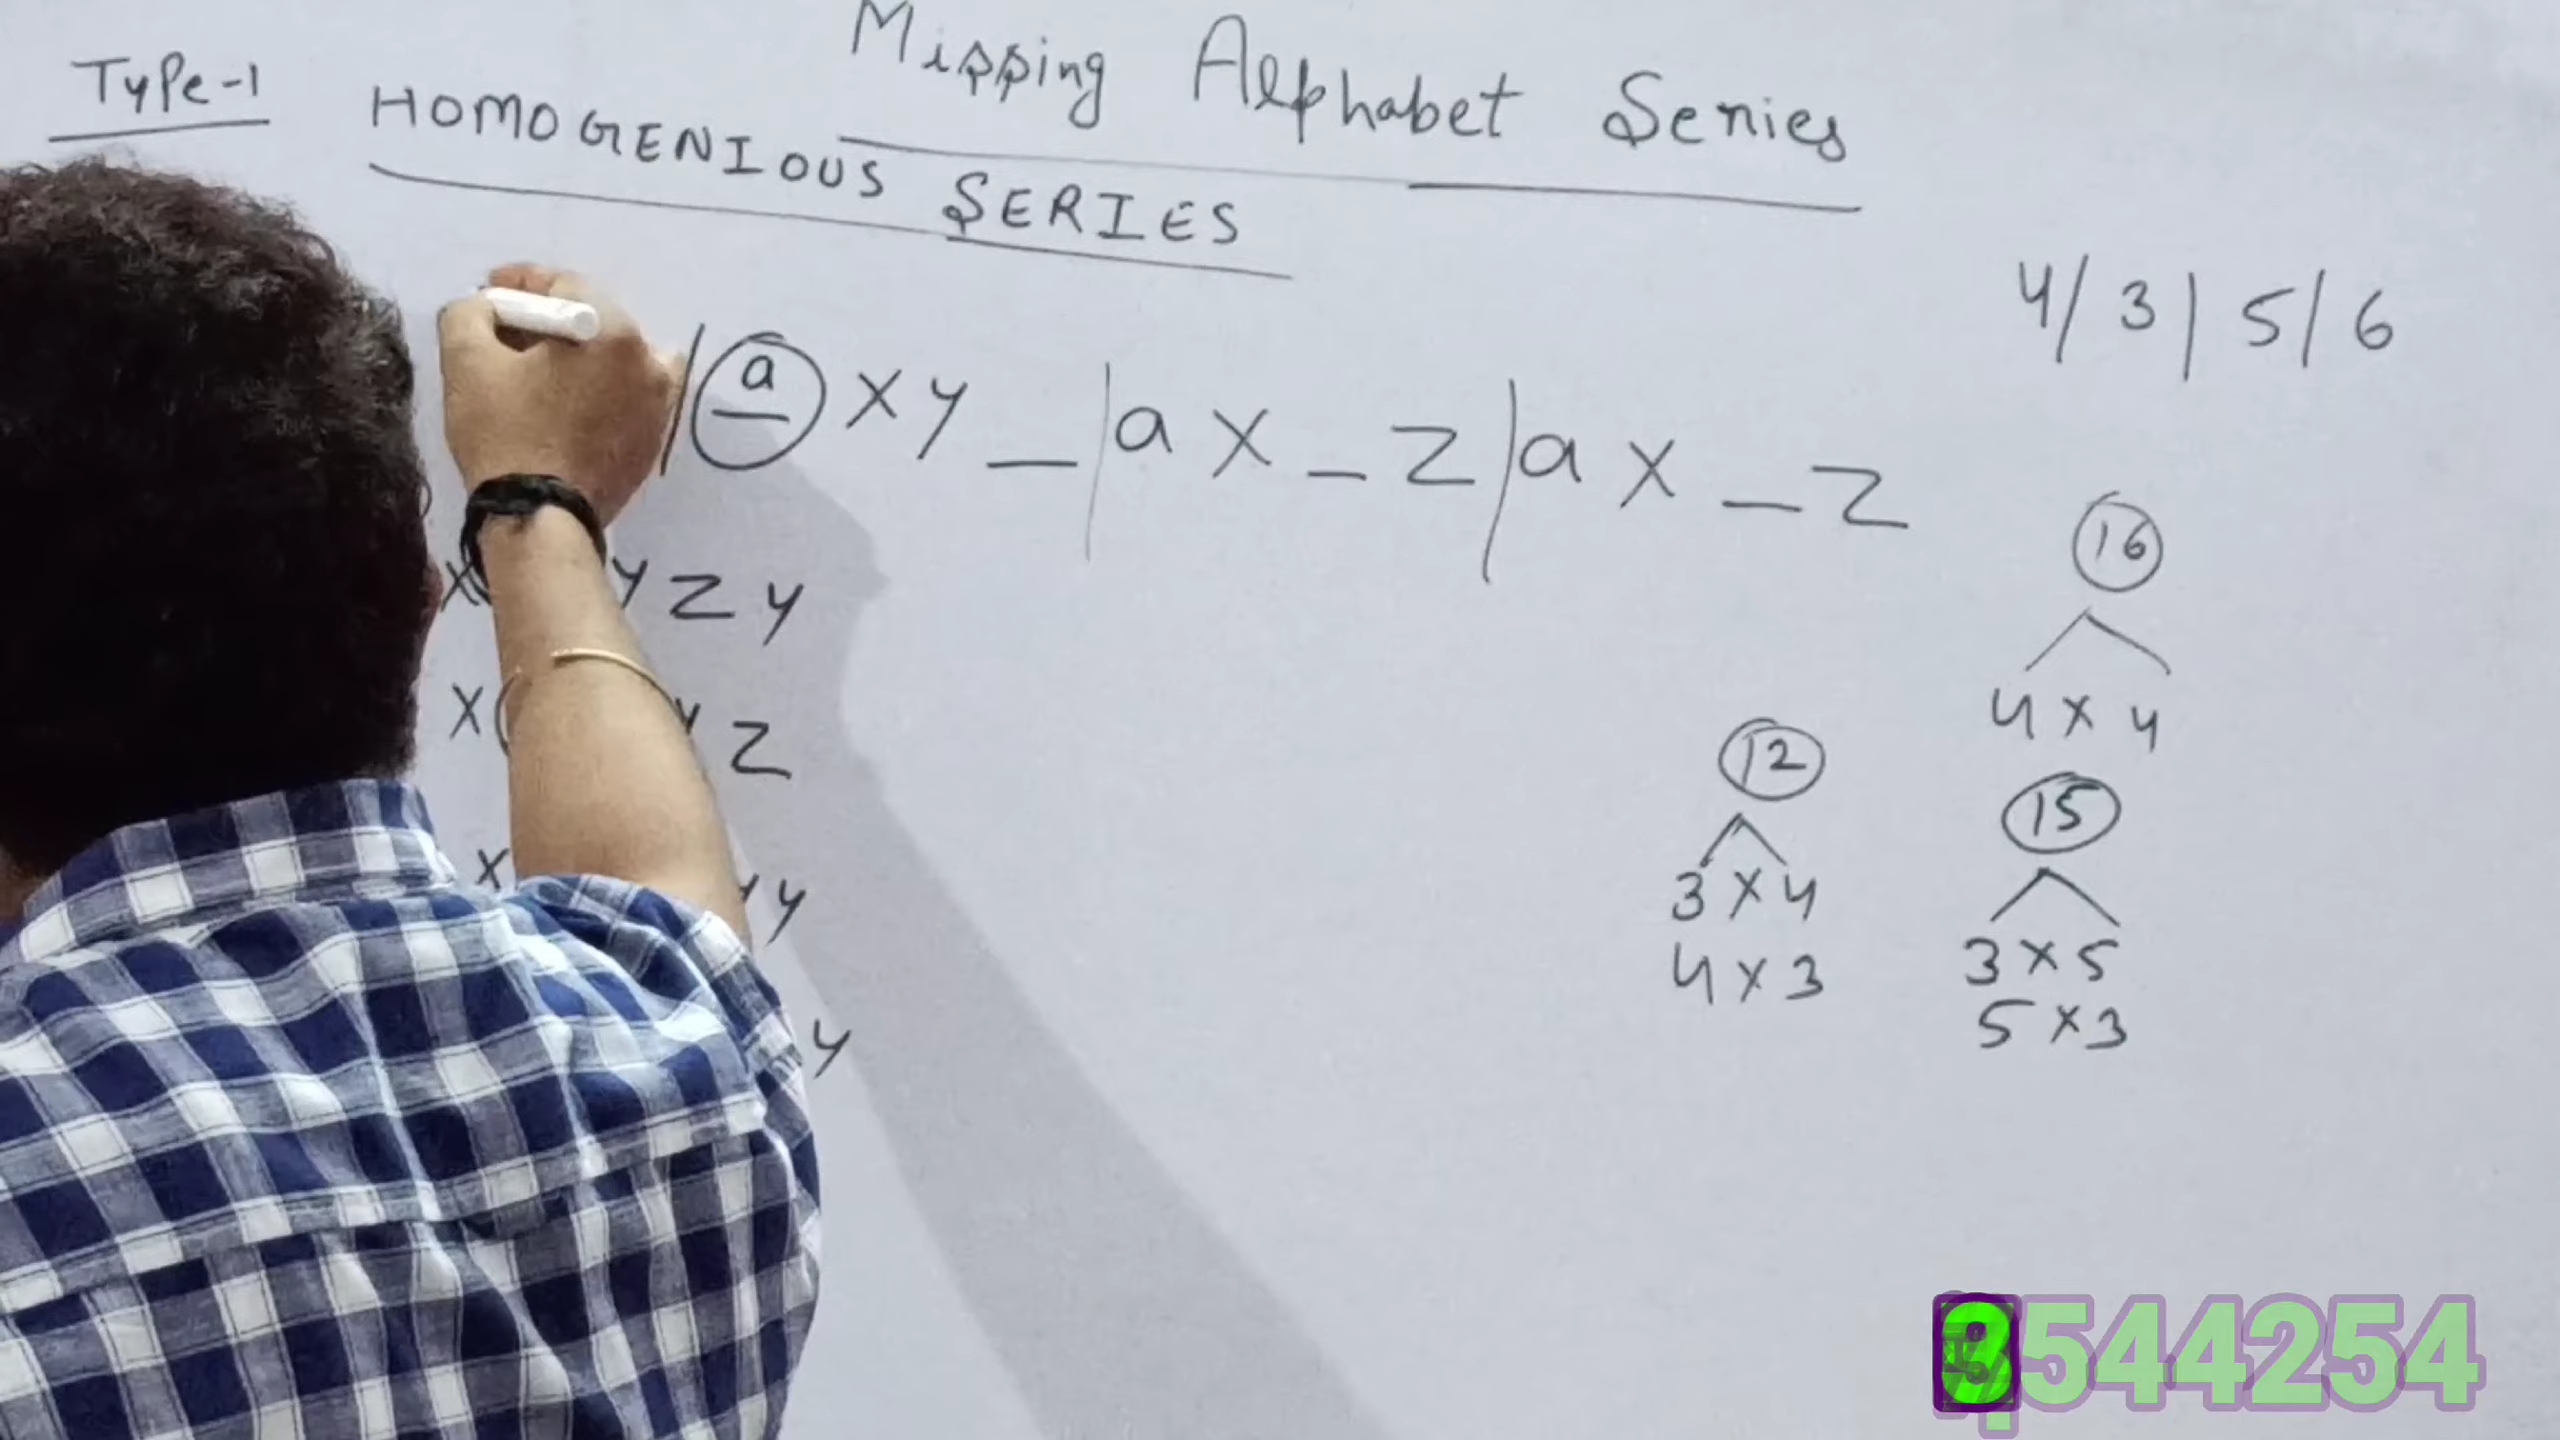 Missing Alphabet Series
Type-1 HOMOGENIOUS SERIES
4/ 3 | 5 / 6
| a x y _ | a x _ z | a x _ z
16
4 x 4
x y z y
x y z
12
3 x 4
4 x 3
15
3 x 5
5 x 3
x y y
y
544254